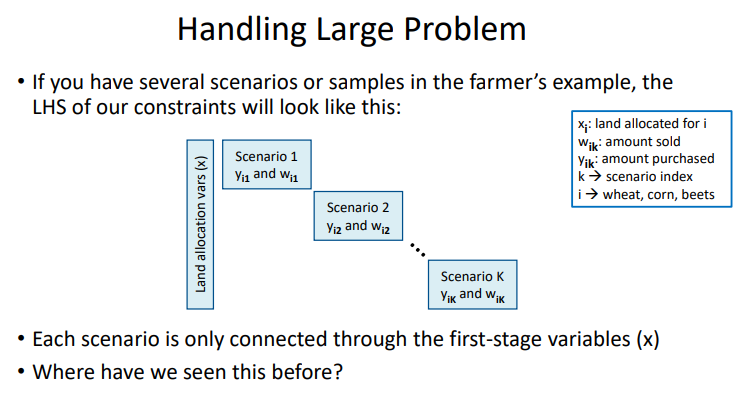 Handling Large Problem
• If you have several scenarios or samples in the farmer's example, the
LHS of our constraints will look like this:
xi: land allocated for i
wik: amount sold
yik: amount purchased
k → scenario index
i → wheat, corn, beets
Land allocation vars (x)
Scenario 1
yi1 and wi1
Scenario 2
yi2 and wi2
...
Scenario K
yiK and wiK
• Each scenario is only connected through the first-stage variables (x)
• Where have we seen this before?